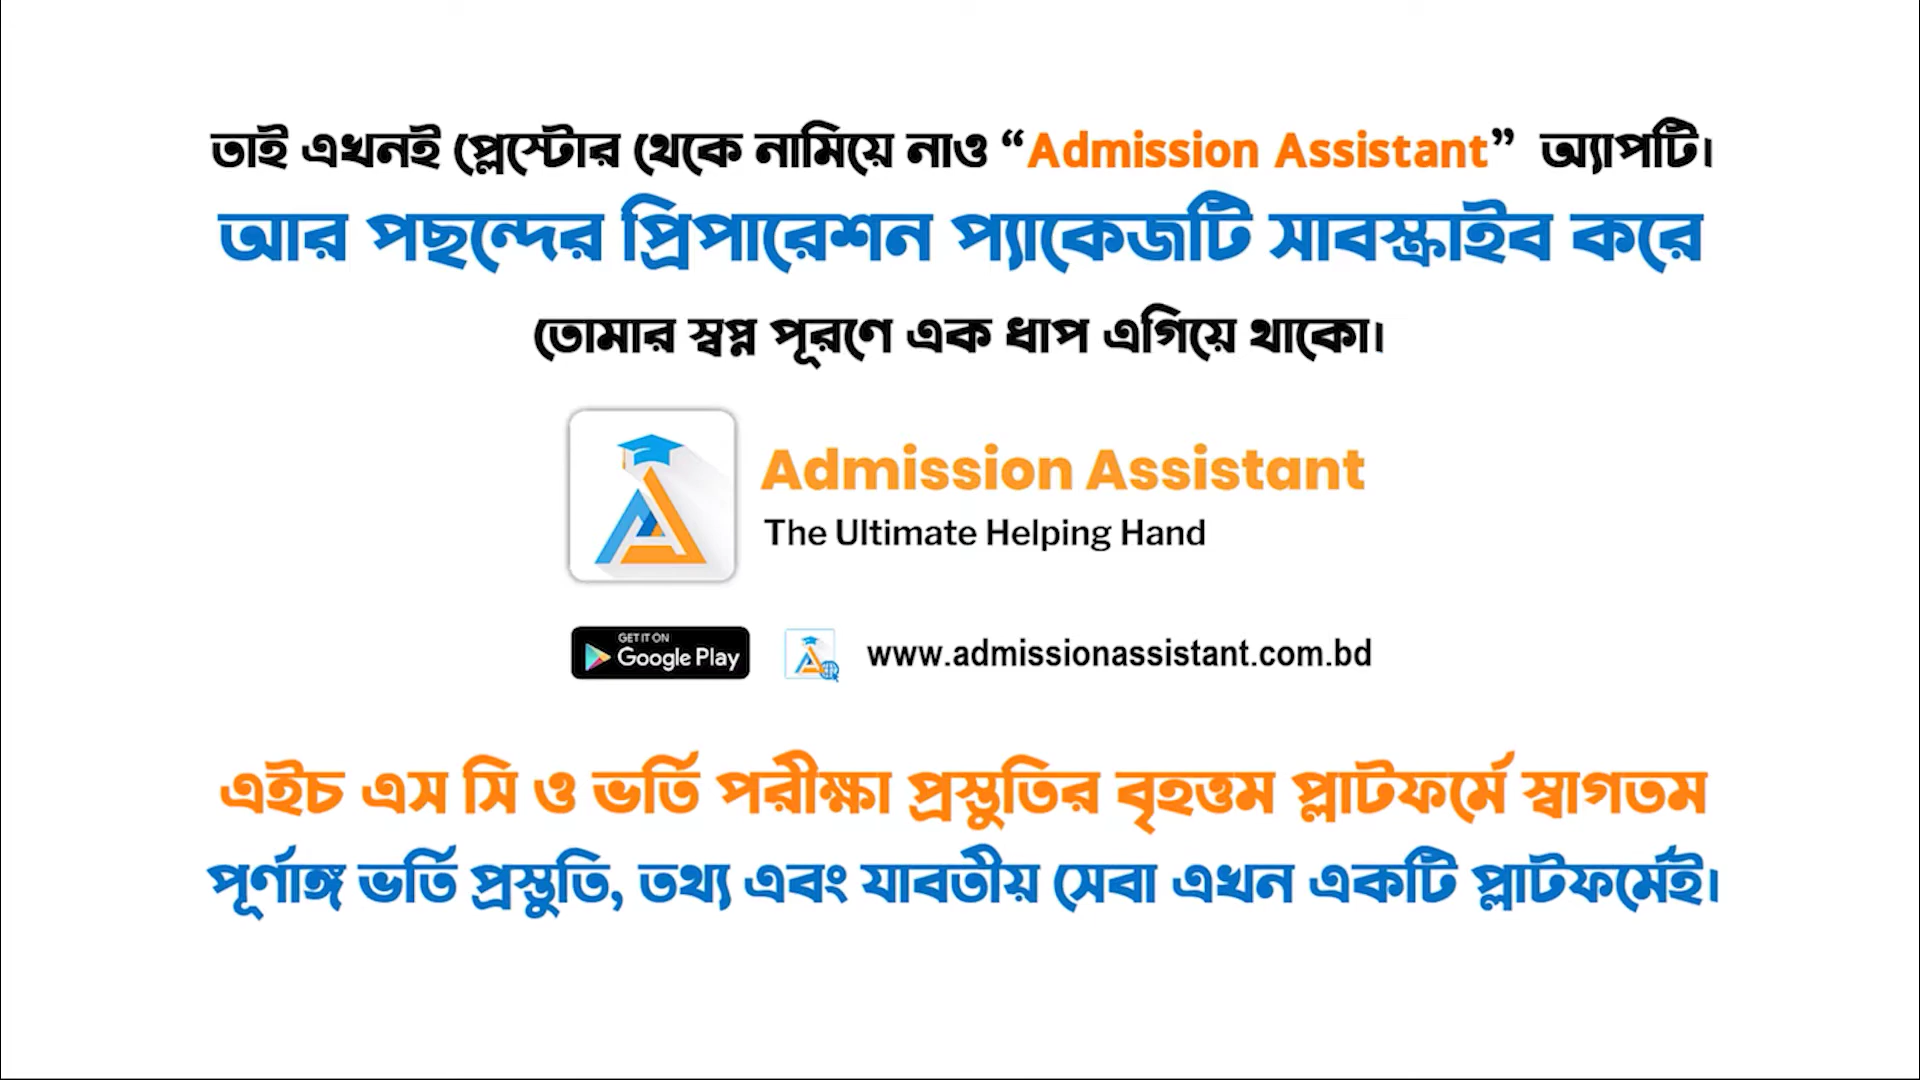 তাই এখনই প্লেস্টোর থেকে নামিয়ে নাও “Admission Assistant” অ্যাপটি।
আর পছন্দের প্রিপারেশন প্যাকেজটি সাবস্ক্রাইব করে
তোমার স্বপ্ন পূরণে এক ধাপ এগিয়ে থাকো।
Admission Assistant
The Ultimate Helping Hand
GET IT ON
Google Play
www.admissionassistant.com.bd
এইচ এস সি ও ভর্তি পরীক্ষা প্রস্তুতির বৃহত্তম প্লাটফর্মে স্বাগতম
পূর্ণাঙ্গ ভর্তি প্রস্তুতি, তথ্য এবং যাবতীয় সেবা এখন একটি প্লাটফর্মেই।